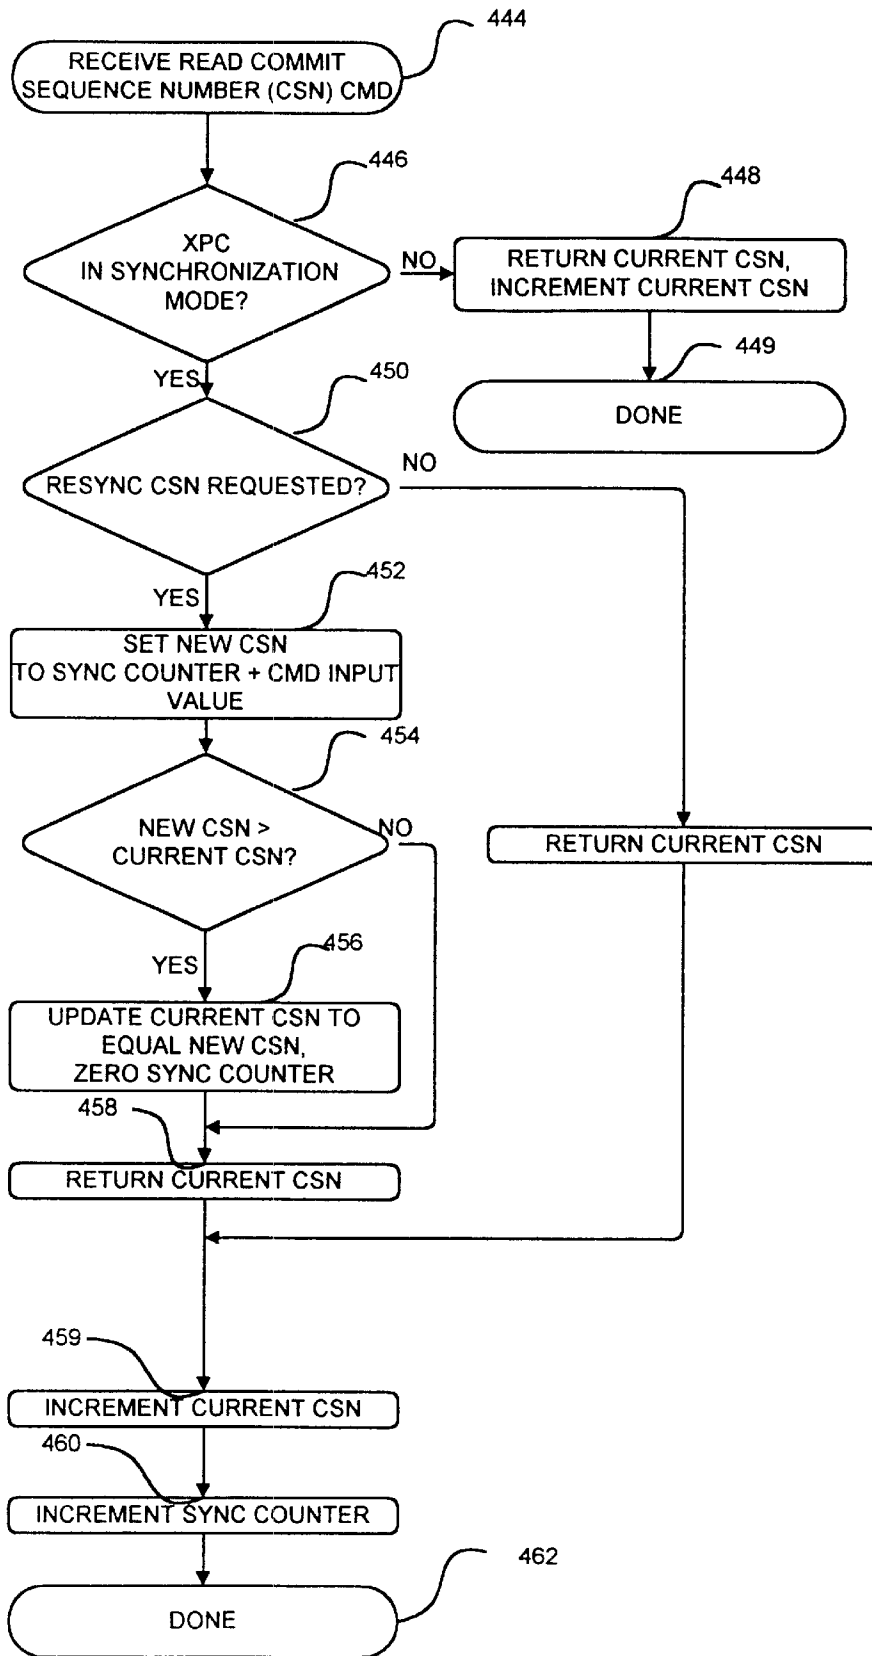 444
RECEIVE READ COMMIT
SEQUENCE NUMBER (CSN) CMD
446
XPC
IN SYNCHRONIZATION
MODE?
NO
448
RETURN CURRENT CSN,
INCREMENT CURRENT CSN
449
DONE
YES
450
RESYNC CSN REQUESTED?
NO
YES
452
SET NEW CSN
TO SYNC COUNTER + CMD INPUT
VALUE
454
NEW CSN >
CURRENT CSN?
NO
RETURN CURRENT CSN
YES
456
UPDATE CURRENT CSN TO
EQUAL NEW CSN,
ZERO SYNC COUNTER
458
RETURN CURRENT CSN
459
INCREMENT CURRENT CSN
460
INCREMENT SYNC COUNTER
462
DONE